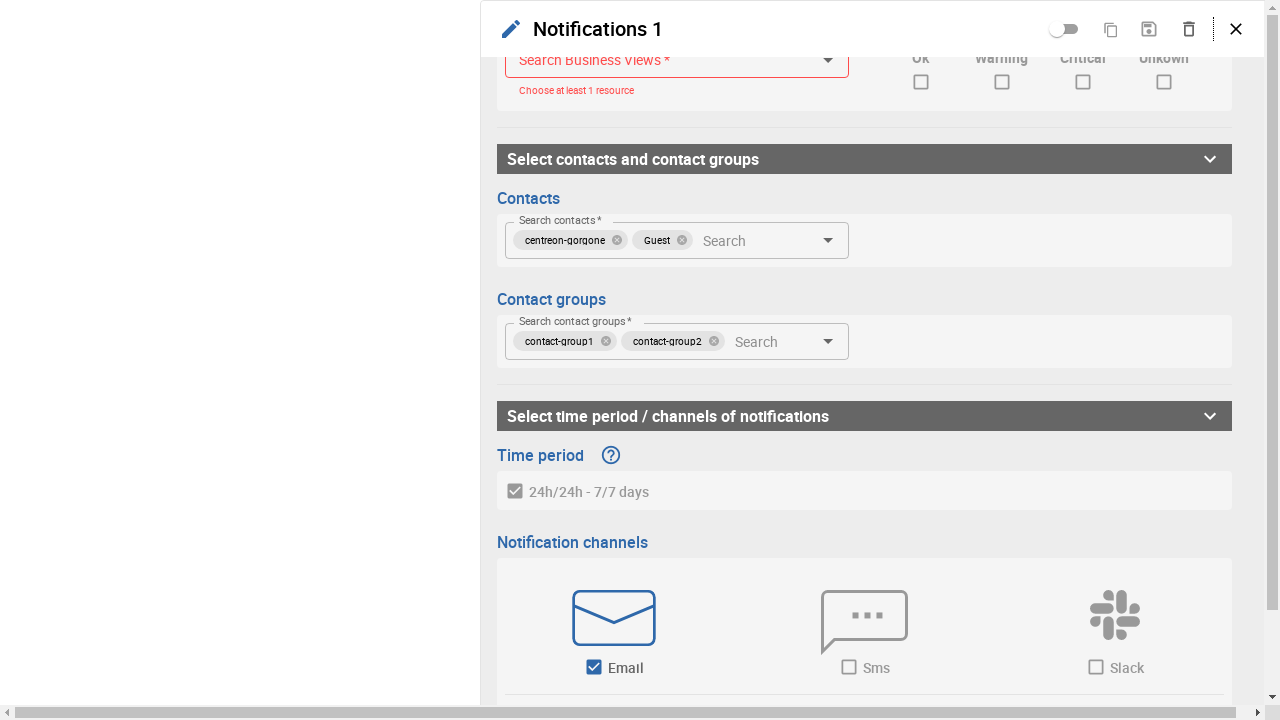 Notifications 1
Search Business Views *
Ok Warning Critical Unkown
Choose at least 1 resource
Select contacts and contact groups
Contacts
Search contacts *
centreon-gorgone Guest Search
Contact groups
Search contact groups *
contact-group1 contact-group2 Search
Select time period / channels of notifications
Time period
24h/24h - 7/7 days
Notification channels
Email Sms Slack